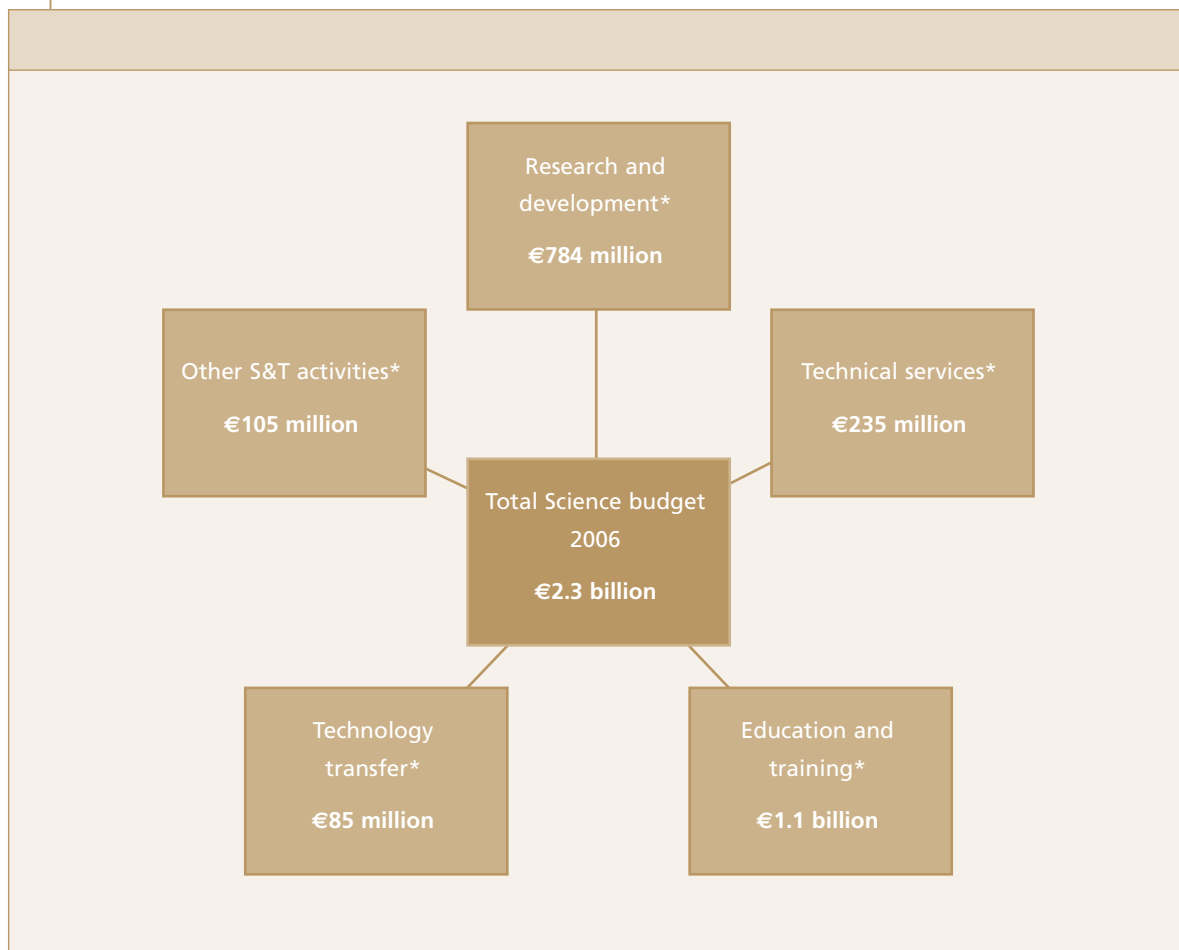 Research and
development*
€784 million
Other S&T activities*
€105 million
Technical services*
€235 million
Total Science budget
2006
€2.3 billion
Technology
transfer*
€85 million
Education and
training*
€1.1 billion